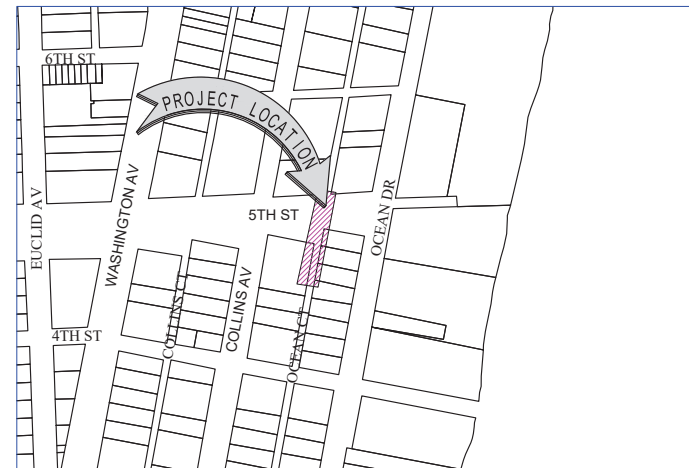 6TH ST
PROJECT LOCATION
5TH ST
EUCLID AV
WASHINGTON AV
OCEAN DR
4TH ST
COLLINS CT
COLLINS AV
OCEAN CT